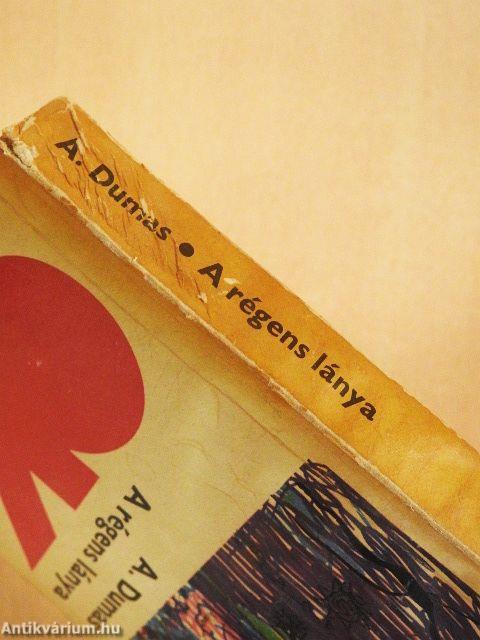 A. Dumas • A régens lánya
A. Dumas
A régens lánya
Antikvárium.hu